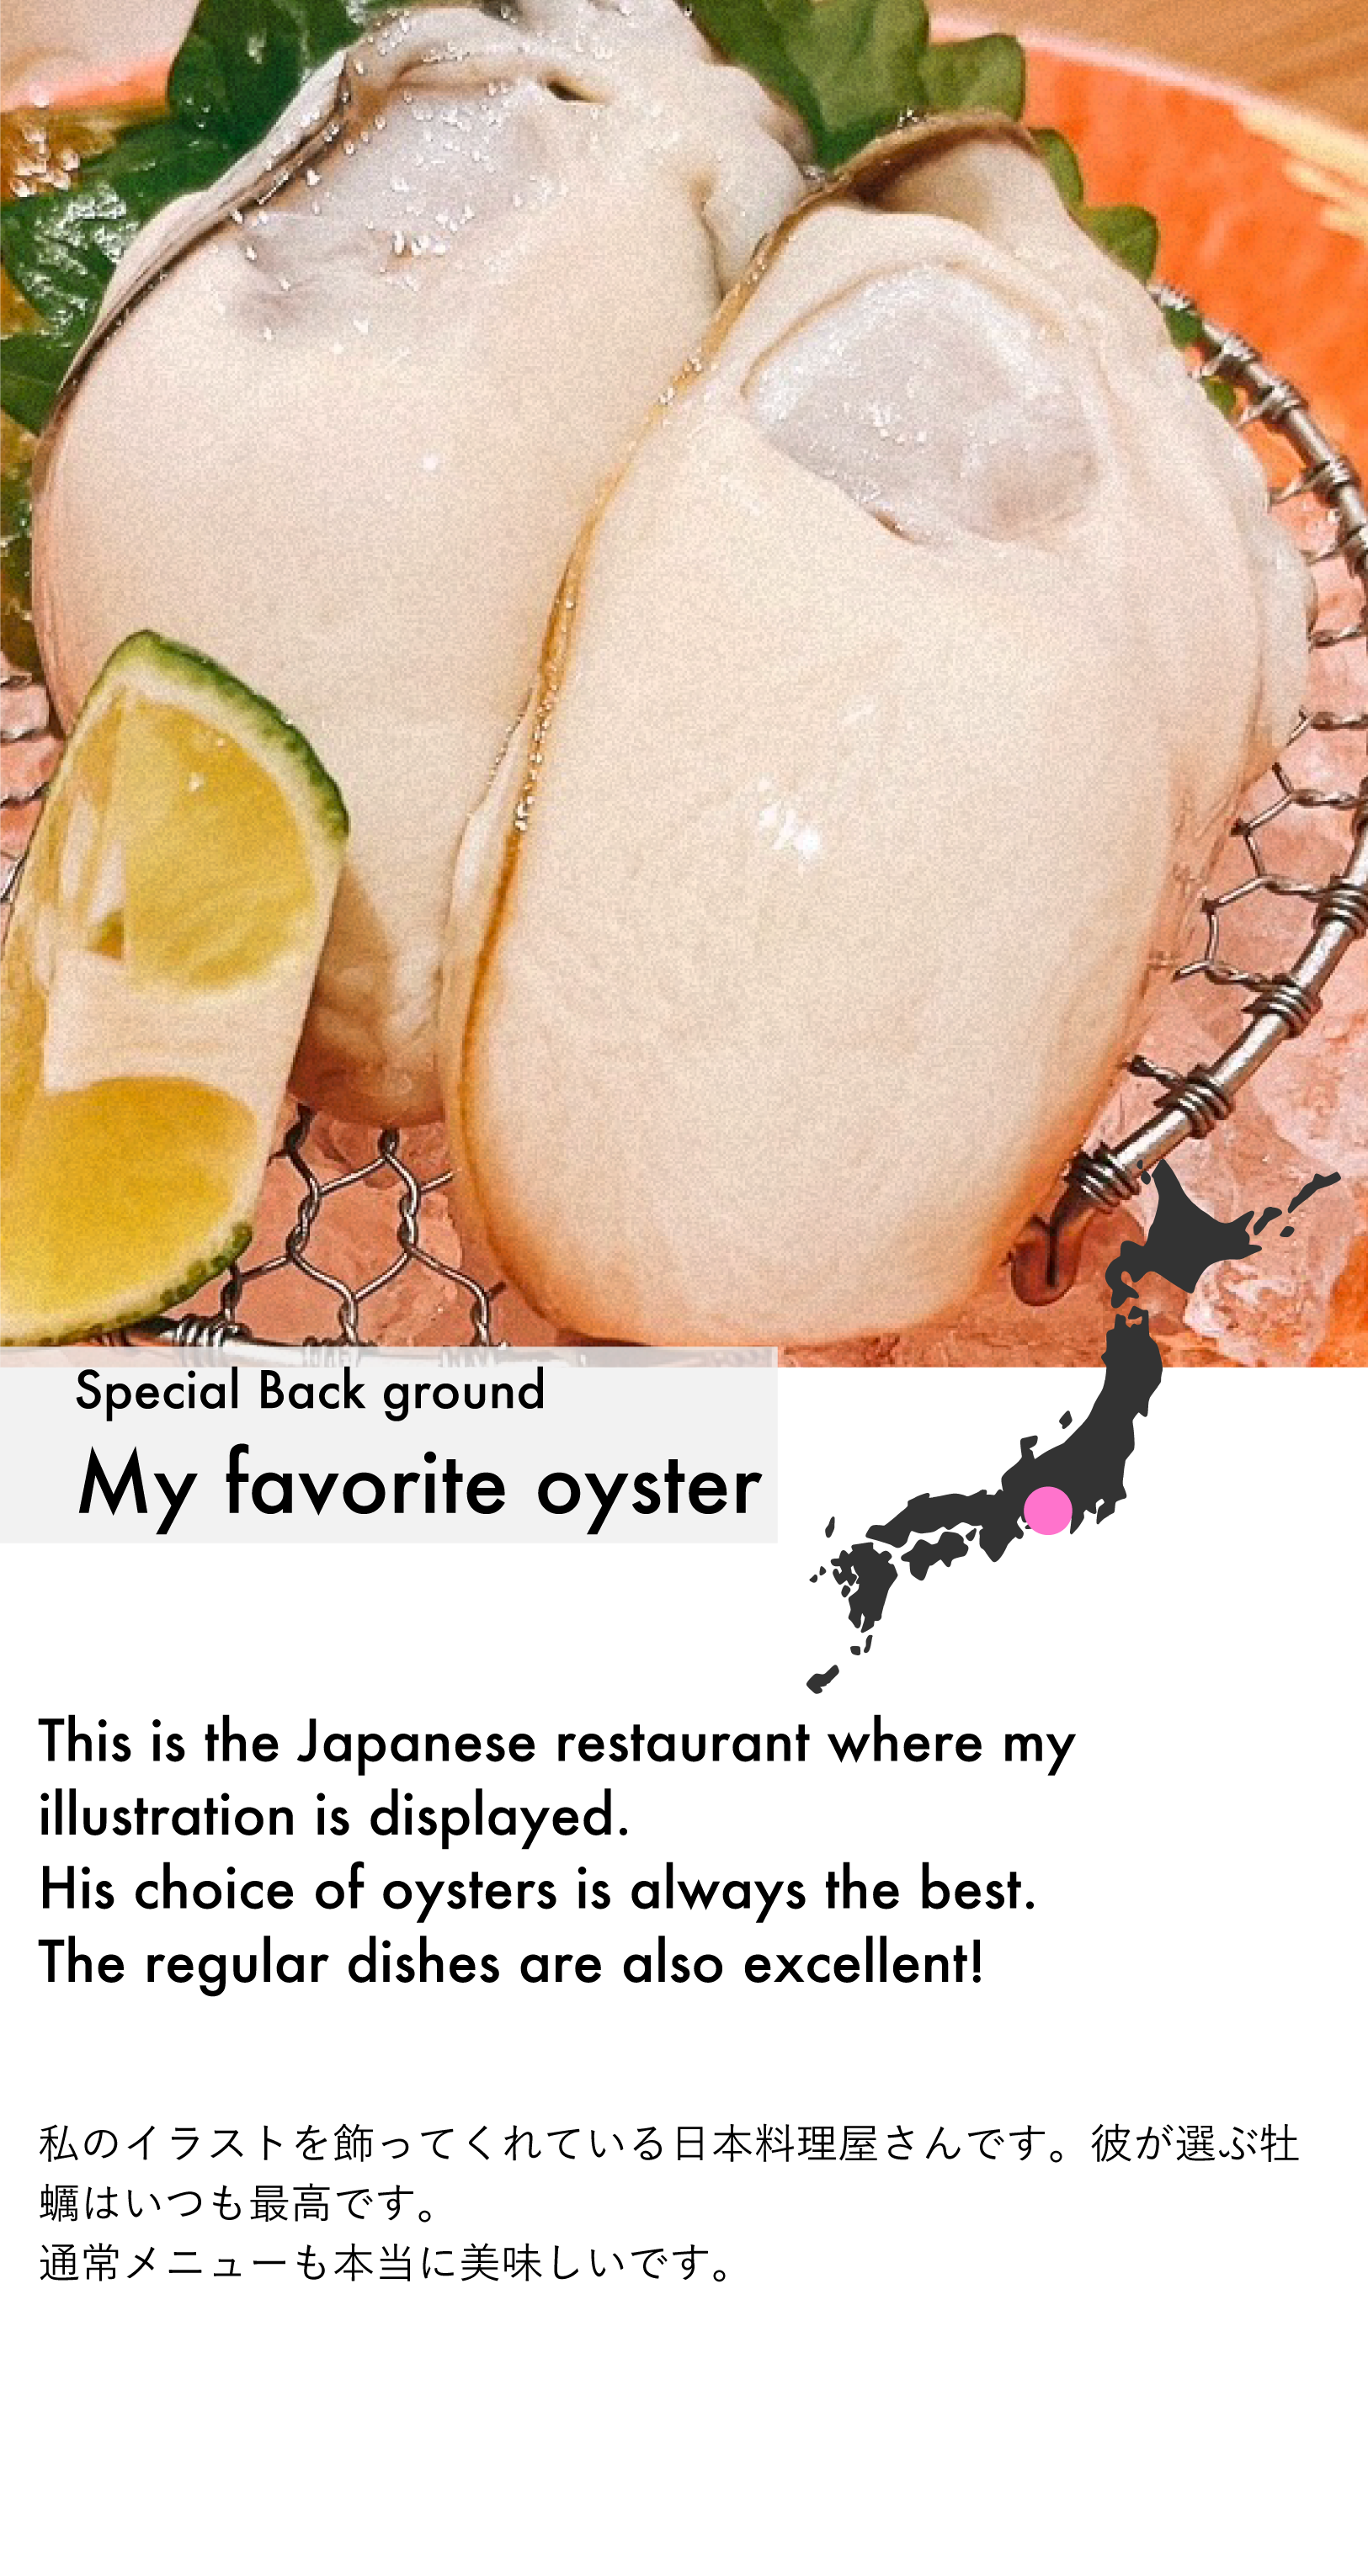 Special Back ground
My favorite oyster
This is the Japanese restaurant where my
illustration is displayed.
His choice of oysters is always the best.
The regular dishes are also excellent!
私のイラストを飾ってくれている日本料理屋さんです。彼が選ぶ牡
蠣はいつも最高です。
通常メニューも本当に美味しいです。